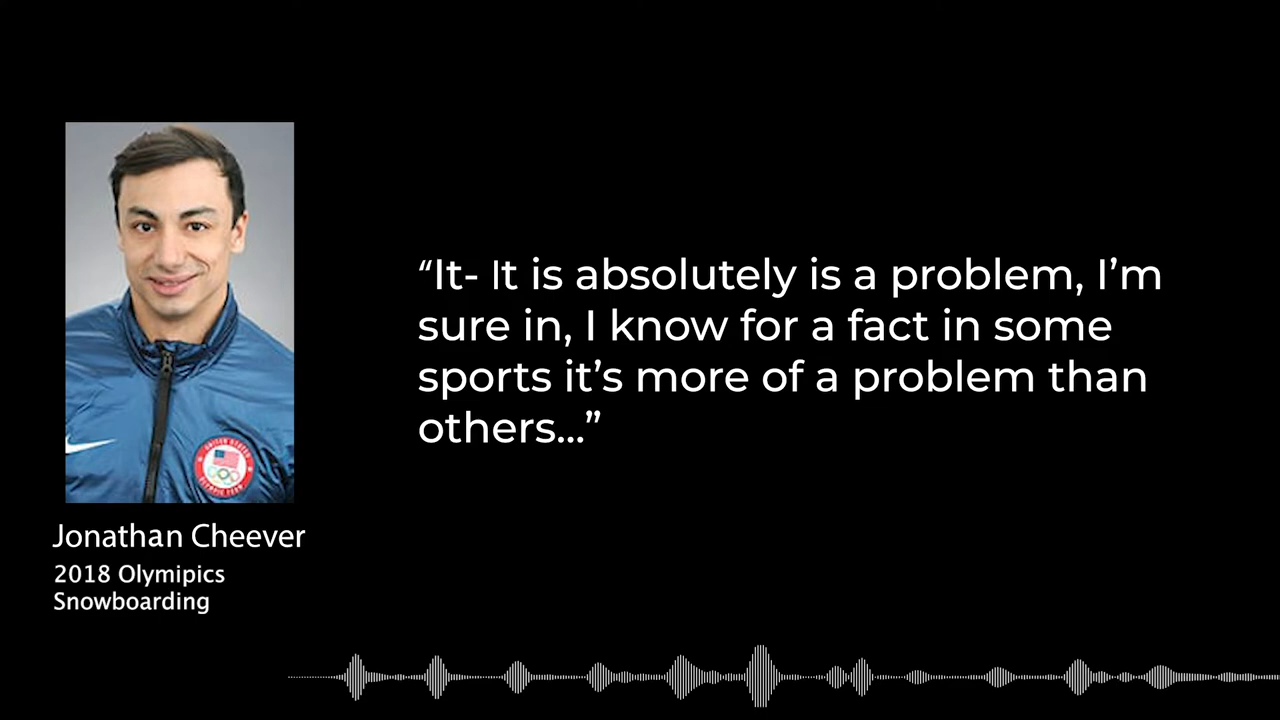 “It- It is absolutely is a problem, I’m
sure in, I know for a fact in some
sports it’s more of a problem than
others...”
Jonathan Cheever
2018 Olymipics
Snowboarding